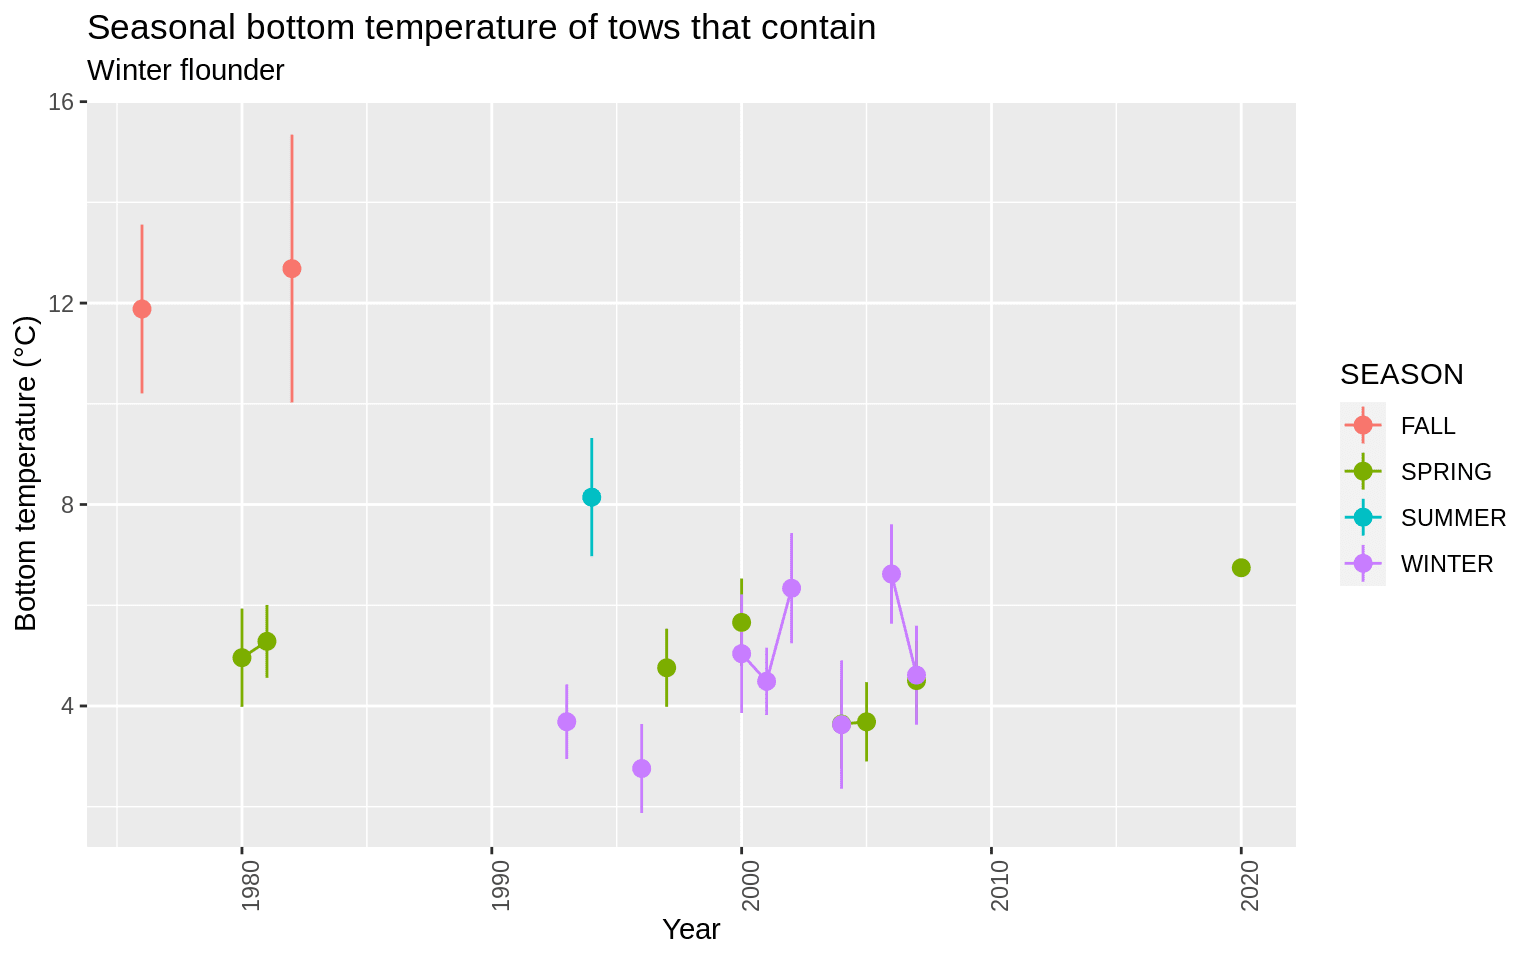 Seasonal bottom temperature of tows that contain
Winter flounder
Bottom temperature (°C)
16
12
8
4
1980
1990
2000
2010
2020
Year
SEASON
FALL
SPRING
SUMMER
WINTER